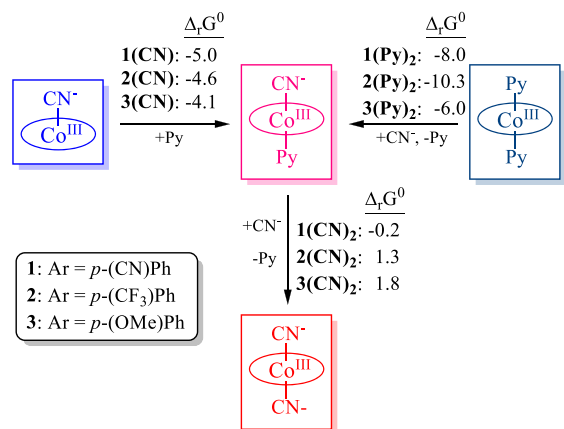 ΔrG⁰
1(CN): -5.0
2(CN): -4.6
3(CN): -4.1
+Py
CN⁻
Coᴵᴵᴵ
CN⁻
Coᴵᴵᴵ
Py
ΔrG⁰
1(Py)₂: -8.0
2(Py)₂: -10.3
3(Py)₂: -6.0
+CN⁻, -Py
Py
Coᴵᴵᴵ
Py
+CN⁻
-Py
ΔrG⁰
1(CN)₂: -0.2
2(CN)₂: 1.3
3(CN)₂: 1.8
1: Ar = p-(CN)Ph
2: Ar = p-(CF₃)Ph
3: Ar = p-(OMe)Ph
CN⁻
Coᴵᴵᴵ
CN-